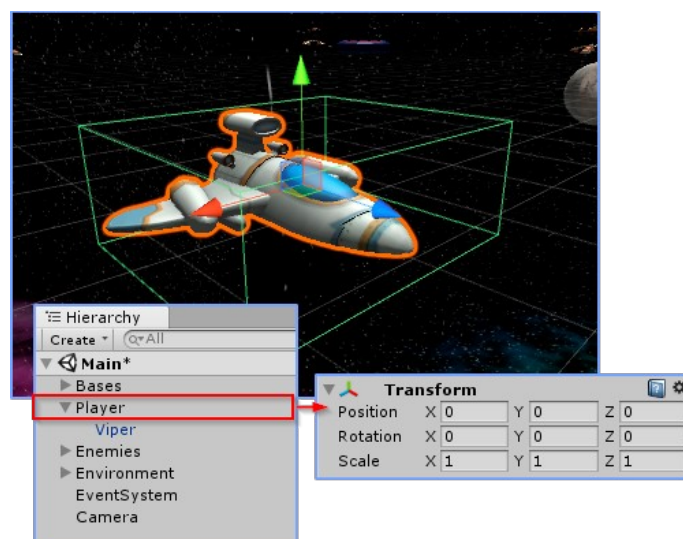 Hierarchy
Create All
Main*
Bases
Player
Viper
Enemies
Environment
EventSystem
Camera
Transform
Position X 0 Y 0 Z 0
Rotation X 0 Y 0 Z 0
Scale X 1 Y 1 Z 1